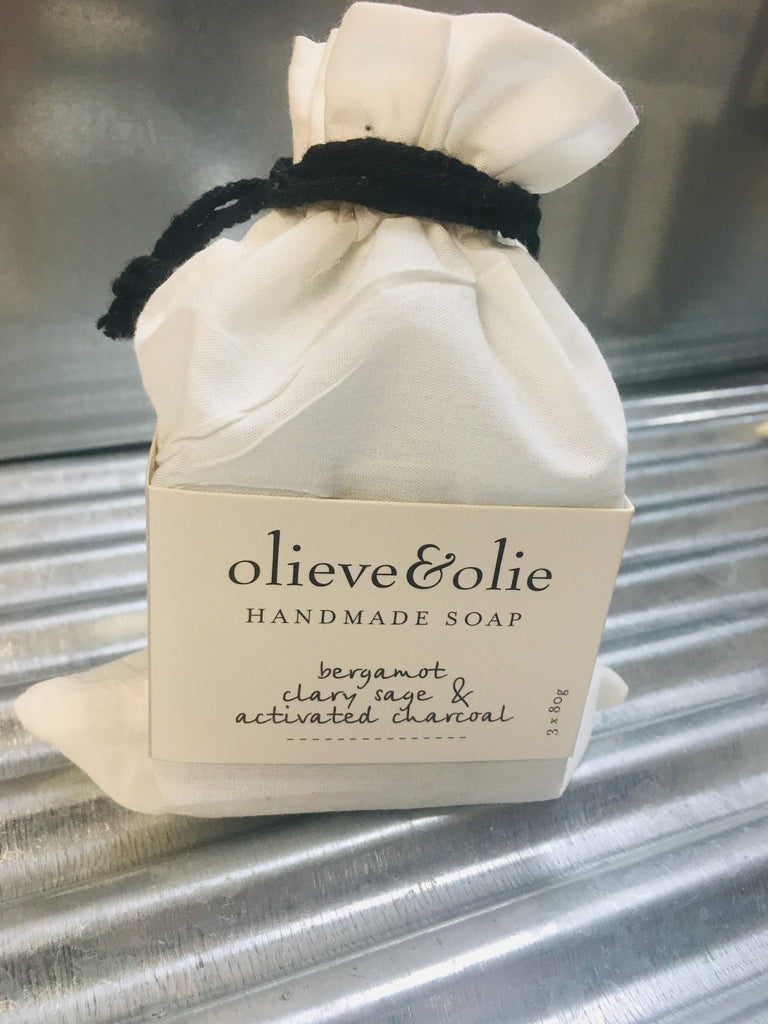 olieve&olie
HANDMADE SOAP
bergamot
clary sage &
activated charcoal
3 x 80g